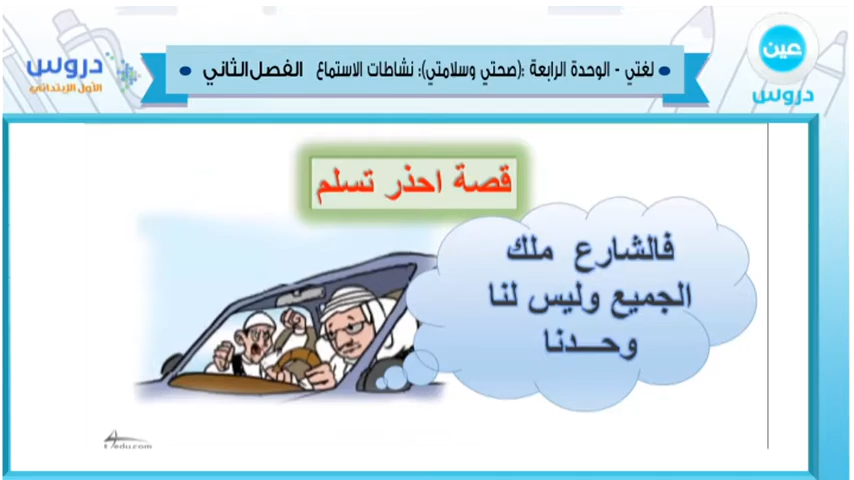 لغتي - الوحدة الرابعة :(صحتي وسلامتي): نشاطات الاستماع الفصل الثاني
عين
دروس
دروس
الأول الإبتدائي
قصة احذر تسلم
فالشارع ملك
الجميع وليس لنا
وحـــدنا